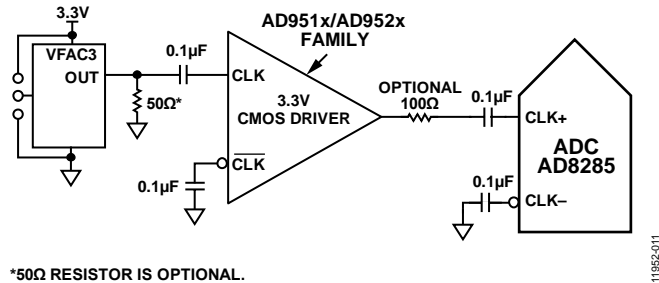 3.3V
VFAC3
OUT
50Ω*
0.1µF
AD951x/AD952x
FAMILY
CLK
3.3V
CMOS DRIVER
CLK
0.1µF
OPTIONAL
100Ω
0.1µF
CLK+
ADC
AD8285
0.1µF
CLK–
*50Ω RESISTOR IS OPTIONAL.
11952-011